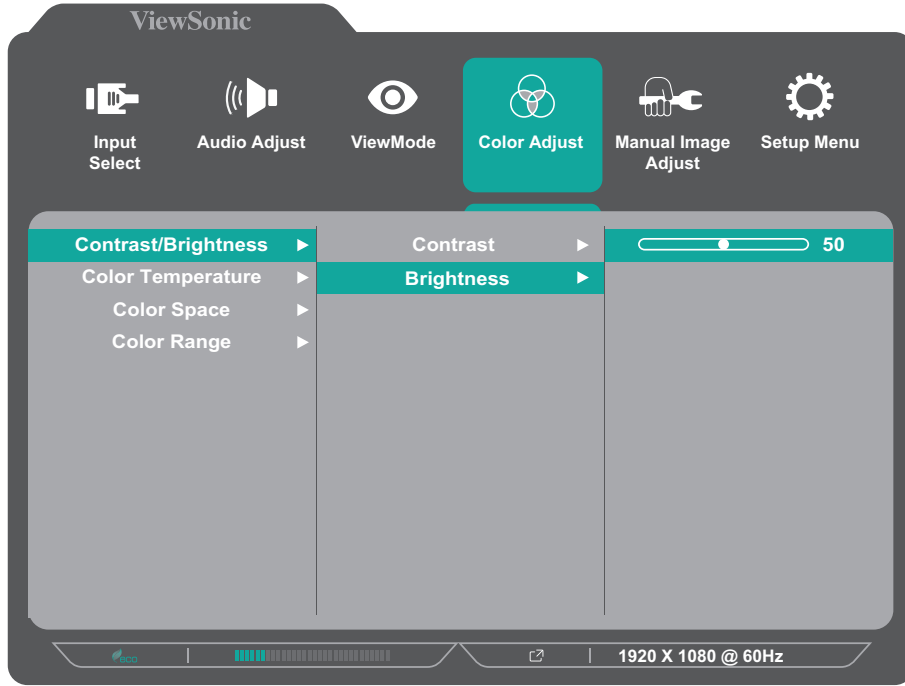 ViewSonic
Input
Select
Audio Adjust
ViewMode
Color Adjust
Manual Image
Adjust
Setup Menu
Contrast/Brightness
Contrast
50
Color Temperature
Brightness
Color Space
Color Range
eco
1920 X 1080 @ 60Hz